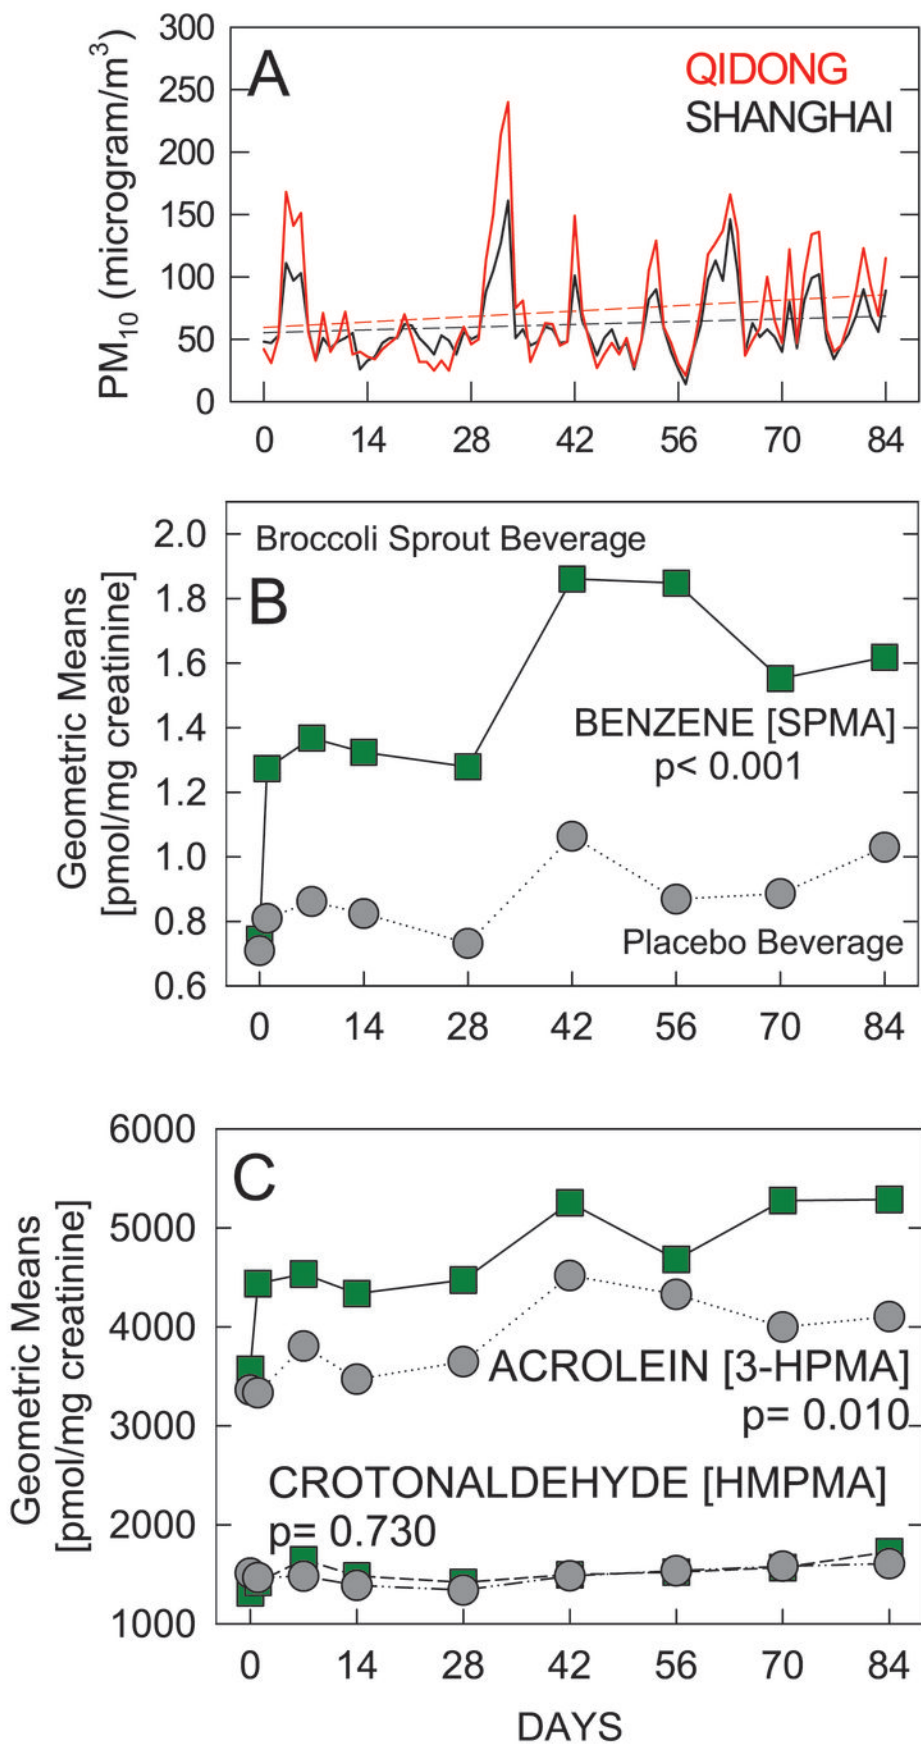 300
250
200
150
100
50
0
PM10 (microgram/m3)
A
QIDONG
SHANGHAI
0 14 28 42 56 70 84
2.0
1.8
1.6
1.4
1.2
1.0
0.8
0.6
Geometric Means
[pmol/mg creatinine]
Broccoli Sprout Beverage
B
BENZENE [SPMA]
p< 0.001
Placebo Beverage
0 14 28 42 56 70 84
6000
5000
4000
3000
2000
1000
Geometric Means
[pmol/mg creatinine]
C
ACROLEIN [3-HPMA]
p= 0.010
CROTONALDEHYDE [HMPMA]
p= 0.730
0 14 28 42 56 70 84
DAYS